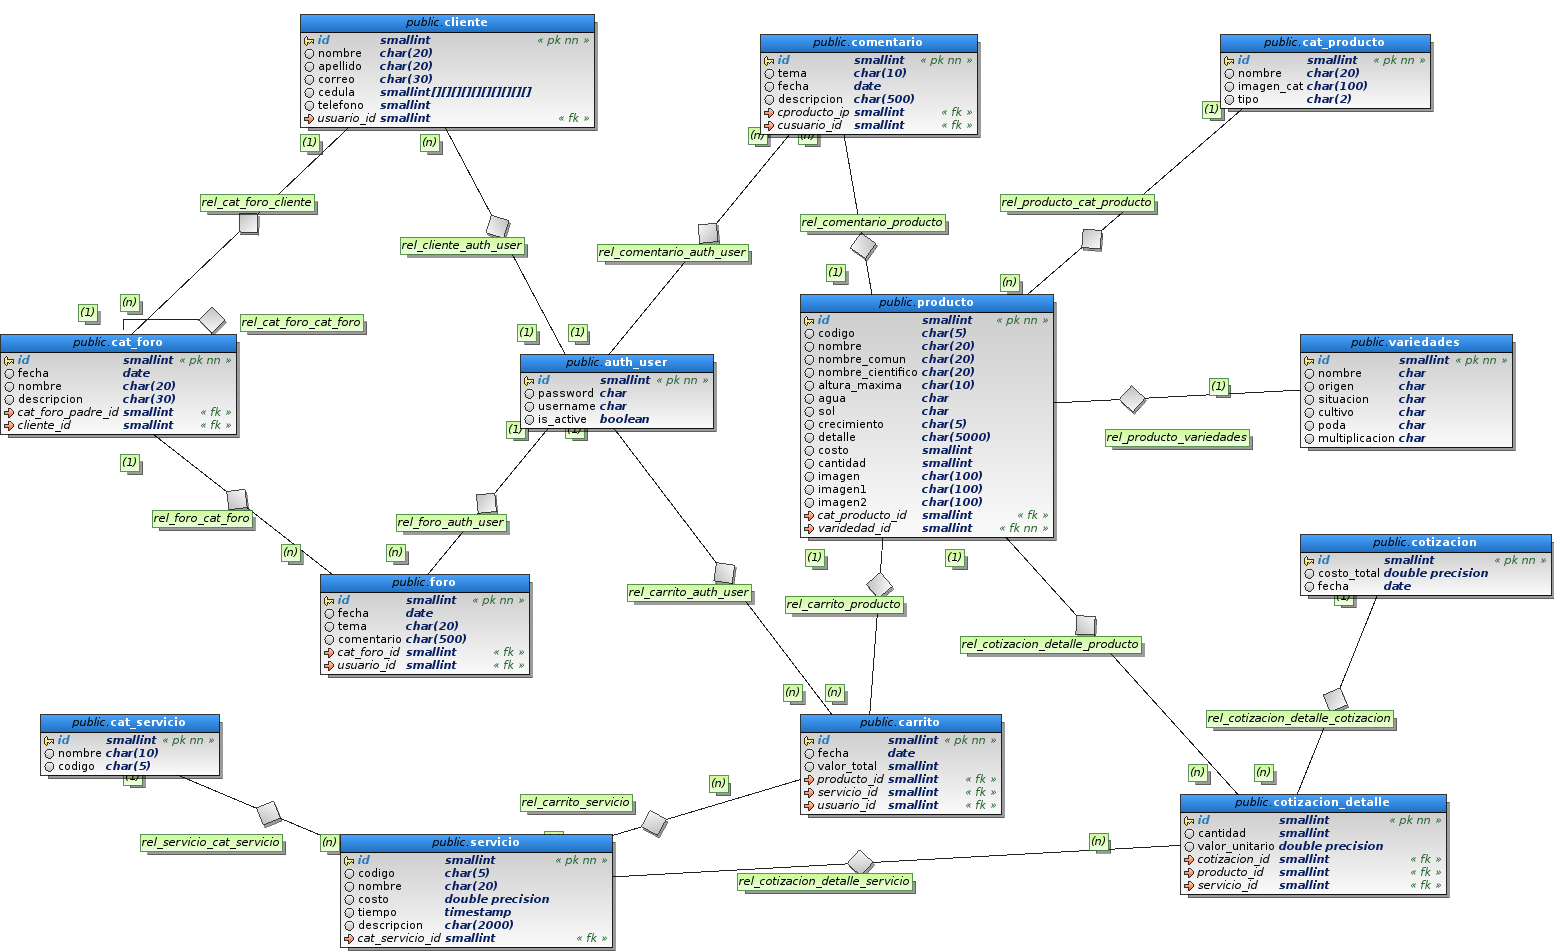 public.cliente
id smallint « pk nn »
nombre char(20)
apellido char(20)
correo char(30)
cedula smallint[][][][][][][][][][][]
telefono smallint
usuario_id smallint « fk »
public.comentario
id smallint « pk nn »
tema char(10)
fecha date
descripcion char(500)
cproducto_ip smallint « fk »
cusuario_id smallint « fk »
public.cat_producto
id smallint « pk nn »
nombre char(20)
imagen_cat char(100)
tipo char(2)
(1)
(n)
(n)
(n)
(1)
rel_cat_foro_cliente
rel_cliente_auth_user
rel_comentario_auth_user
rel_comentario_producto
rel_producto_cat_producto
(1)
(n)
rel_cat_foro_cat_foro
(1)
(1)
(1)
(n)
public.cat_foro
id smallint « pk nn »
fecha date
nombre char(20)
descripcion char(30)
cat_foro_padre_id smallint « fk »
cliente_id smallint « fk »
public.auth_user
id smallint « pk nn »
password char
username char
is_active boolean
public.producto
id smallint « pk nn »
codigo char(5)
nombre char(20)
nombre_comun char(20)
nombre_cientifico char(20)
altura_maxima char(10)
agua char
sol char
crecimiento char(5)
detalle char(5000)
costo smallint
cantidad smallint
imagen char(100)
imagen1 char(100)
imagen2 char(100)
cat_producto_id smallint « fk »
varidedad_id smallint « fk nn »
public.variedades
id smallint « pk nn »
nombre char
origen char
situacion char
cultivo char
poda char
multiplicacion char
(1)
rel_producto_variedades
(1)
(1)
(1)
rel_foro_cat_foro
rel_foro_auth_user
(n)
(n)
public.foro
id smallint « pk nn »
fecha date
tema char(20)
comentario char(500)
cat_foro_id smallint « fk »
usuario_id smallint « fk »
(1)
(1)
rel_carrito_auth_user
rel_carrito_producto
rel_cotizacion_detalle_producto
public.cotizacion
id smallint « pk nn »
costo_total double precision
fecha date
(1)
rel_cotizacion_detalle_cotizacion
(n)
(n)
(n)
(n)
public.cat_servicio
id smallint « pk nn »
nombre char(10)
codigo char(5)
(1)
public.carrito
id smallint « pk nn »
fecha date
valor_total smallint
producto_id smallint « fk »
servicio_id smallint « fk »
usuario_id smallint « fk »
(n)
rel_carrito_servicio
rel_servicio_cat_servicio
(n)
public.servicio
id smallint « pk nn »
codigo char(5)
nombre char(20)
costo double precision
tiempo timestamp
descripcion char(2000)
cat_servicio_id smallint « fk »
(n)
rel_cotizacion_detalle_servicio
public.cotizacion_detalle
id smallint « pk nn »
cantidad smallint
valor_unitario double precision
cotizacion_id smallint « fk »
producto_id smallint « fk »
servicio_id smallint « fk »